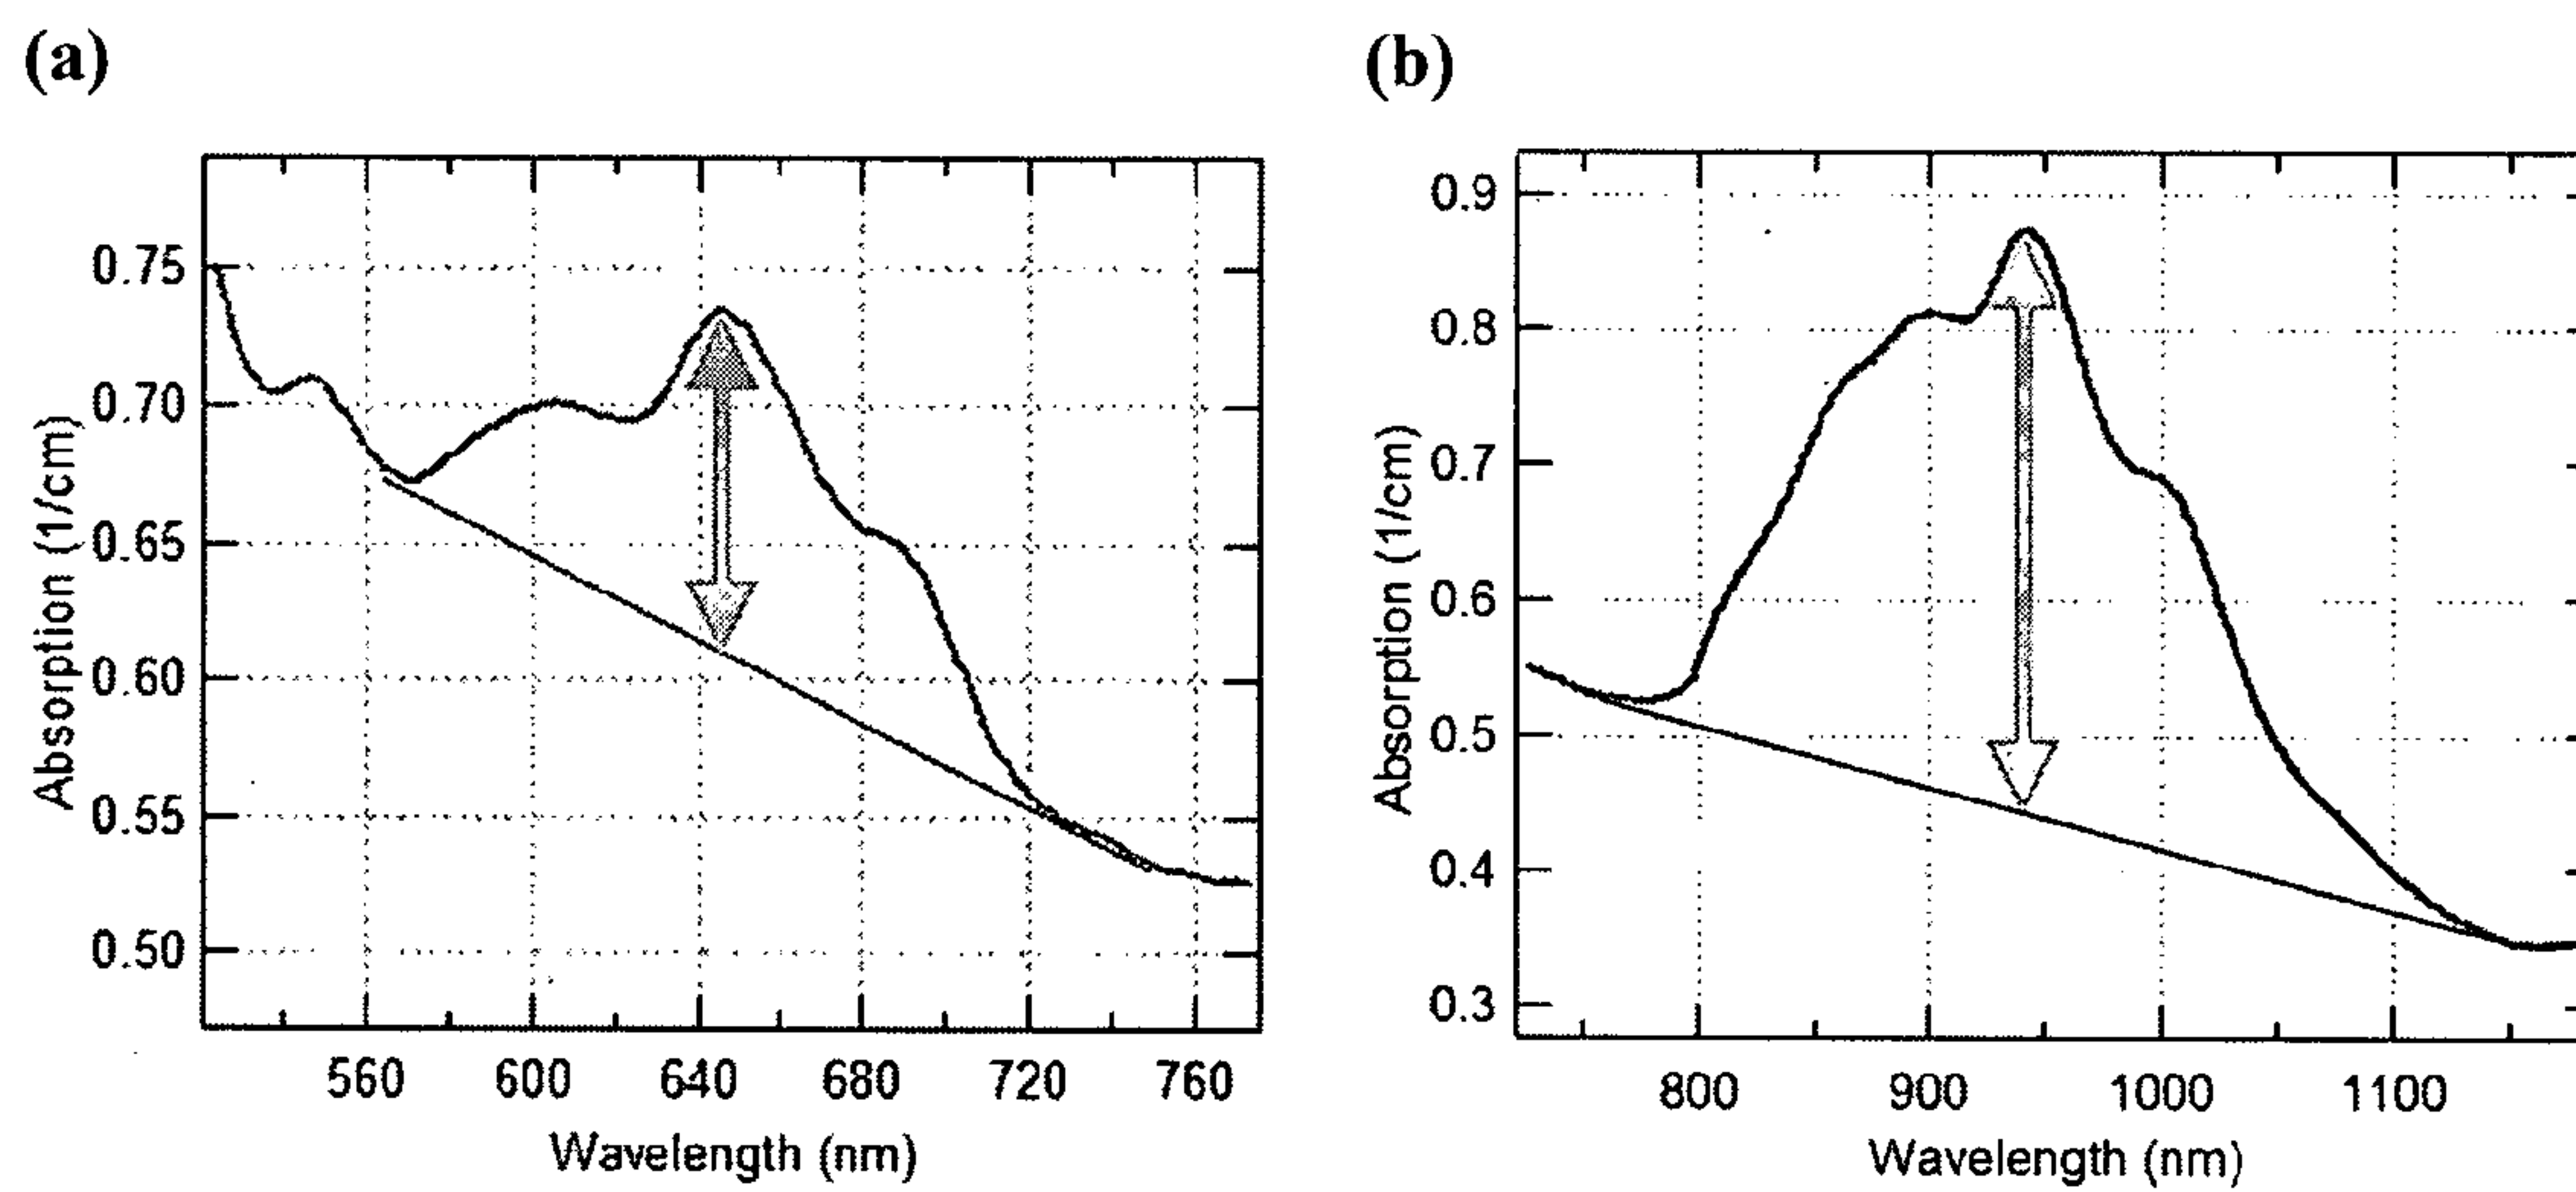 (a)
(b)
0.75
0.70
0.65
0.60
0.55
0.50
Absorption (1/cm)
560 600 640 680 720 760
Wavelength (nm)
0.9
0.8
0.7
0.6
0.5
0.4
0.3
Absorption (1/cm)
800 900 1000 1100
Wavelength (nm)